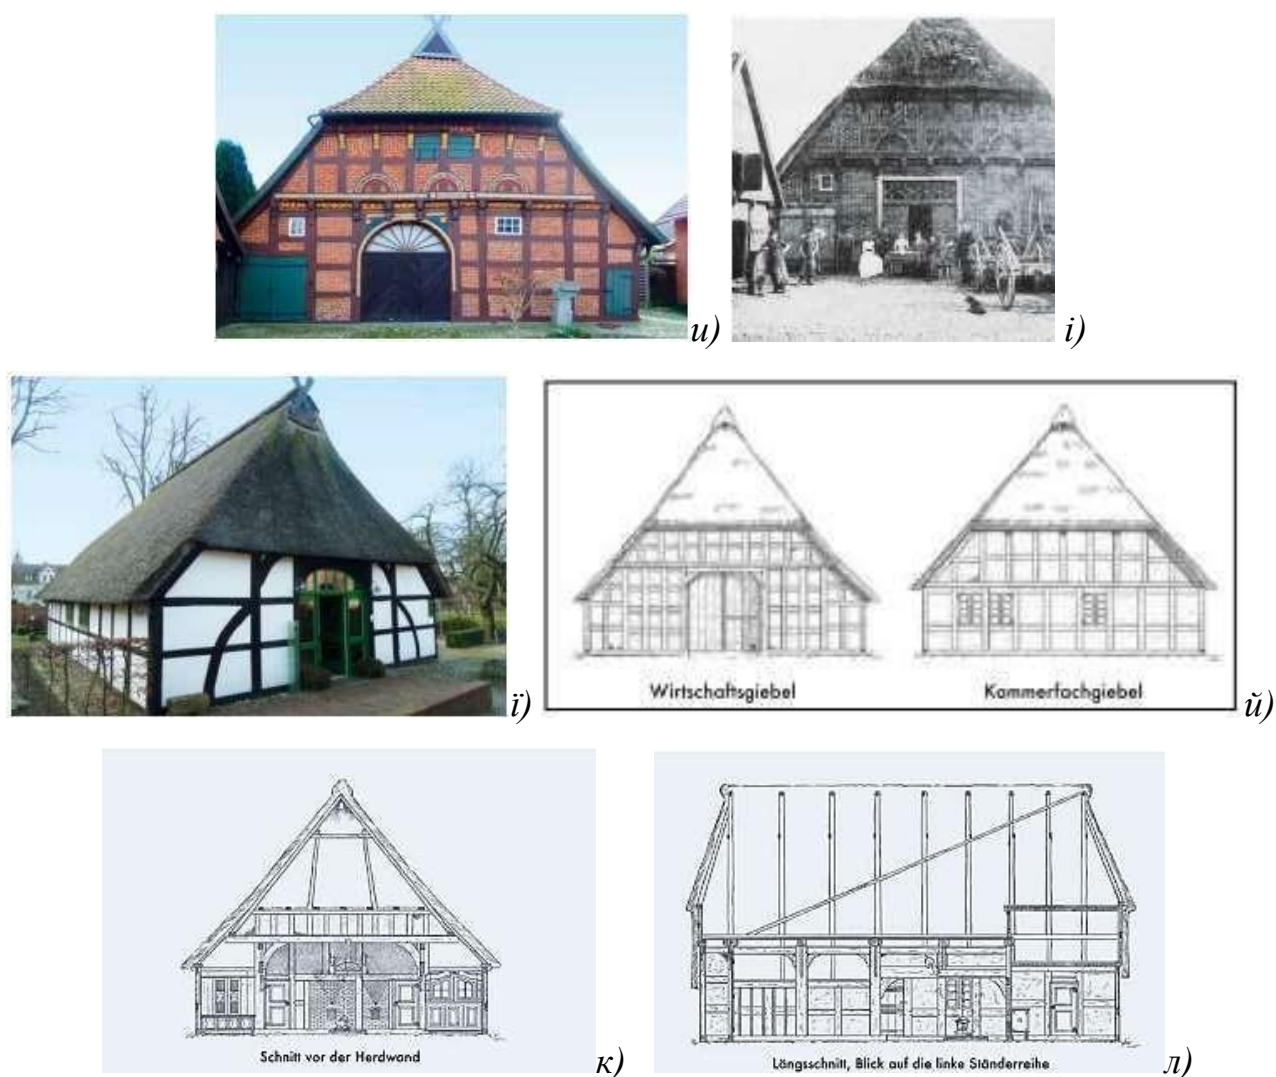 и)
і)
ї)
Wirtschaftsgiebel
Kammerfachgiebel
й)
Schnitt vor der Herdwand
к)
Längsschnitt, Blick auf die linke Ständerreihe
л)